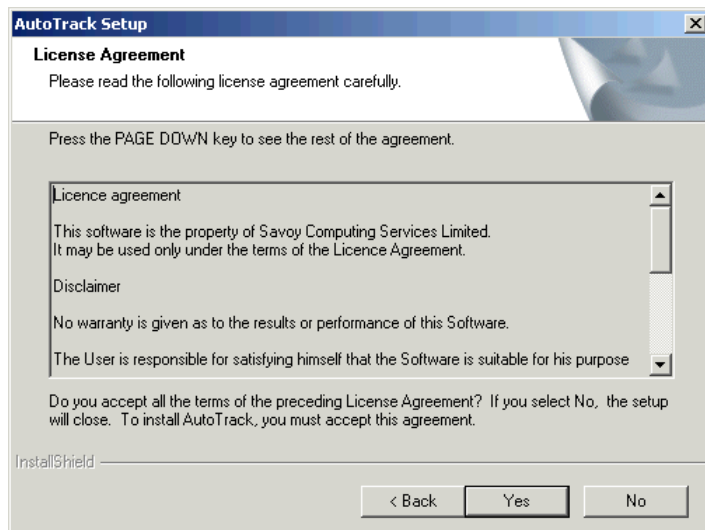 AutoTrack Setup
License Agreement
Please read the following license agreement carefully.
Press the PAGE DOWN key to see the rest of the agreement.
Licence agreement
This software is the property of Savoy Computing Services Limited.
It may be used only under the terms of the Licence Agreement.
Disclaimer
No warranty is given as to the results or performance of this Software.
The User is responsible for satisfying himself that the Software is suitable for his purpose
Do you accept all the terms of the preceding License Agreement? If you select No, the setup
will close. To install AutoTrack, you must accept this agreement.
InstallShield
< Back
Yes
No